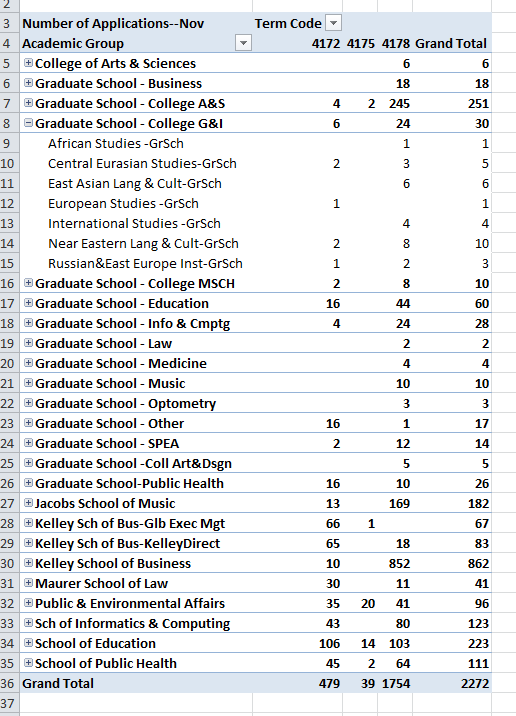 2
3 Number of Applications--Nov Term Code
4 Academic Group 4172 4175 4178 Grand Total
5 College of Arts & Sciences 6 6
6 Graduate School - Business 18 18
7 Graduate School - College A&S 4 2 245 251
8 Graduate School - College G&I 6 24 30
9 African Studies -GrSch 1 1
10 Central Eurasian Studies-GrSch 2 3 5
11 East Asian Lang & Cult-GrSch 6 6
12 European Studies -GrSch 1 1
13 International Studies -GrSch 4 4
14 Near Eastern Lang & Cult-GrSch 2 8 10
15 Russian&East Europe Inst-GrSch 1 2 3
16 Graduate School - College MSCH 2 8 10
17 Graduate School - Education 16 44 60
18 Graduate School - Info & Cmptg 4 24 28
19 Graduate School - Law 2 2
20 Graduate School - Medicine 4 4
21 Graduate School - Music 10 10
22 Graduate School - Optometry 3 3
23 Graduate School - Other 16 1 17
24 Graduate School - SPEA 2 12 14
25 Graduate School -Coll Art&Dsgn 5 5
26 Graduate School-Public Health 16 10 26
27 Jacobs School of Music 13 169 182
28 Kelley Sch of Bus-Glb Exec Mgt 66 1 67
29 Kelley Sch of Bus-KelleyDirect 65 18 83
30 Kelley School of Business 10 852 862
31 Maurer School of Law 30 11 41
32 Public & Environmental Affairs 35 20 41 96
33 Sch of Informatics & Computing 43 80 123
34 School of Education 106 14 103 223
35 School of Public Health 45 2 64 111
36 Grand Total 479 39 1754 2272
37